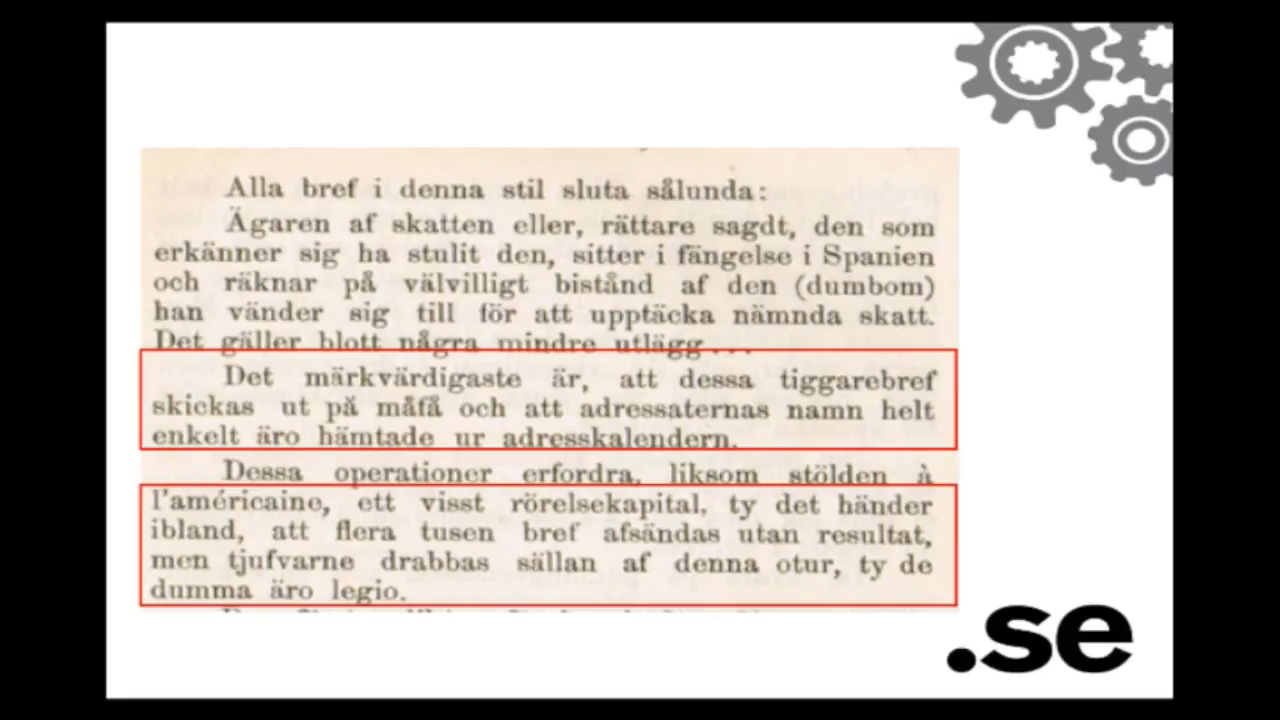 Alla bref i denna stil sluta sålunda:
Ägaren af skatten eller, rättare sagdt, den som
erkänner sig ha stulit den, sitter i fängelse i Spanien
och räknar på välvilligt bistånd af den (dumbom)
han vänder sig till för att upptäcka nämnda skatt.
Det gäller blott några mindre utlägg...
Det märkvärdigaste är, att dessa tiggarebref
skickas ut på måfå och att adressaternas namn helt
enkelt äro hämtade ur adresskalendern.
Dessa operationer erfordra, liksom stölden à
l'américaine, ett visst rörelsekapital, ty det händer
ibland, att flera tusen bref afsändas utan resultat,
men tjufvarne drabbas sällan af denna otur, ty de
dumma äro legio.
.se